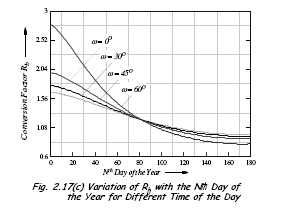 3
2.52
2.04
1.56
1.08
0.6
0
20
40
60
80
100
120
140
160
180
ω = 0°
ω = 30°
ω = 45°
ω = 60°
Conversion Factor R_b
Nᵗʰ Day of the Year
Fig. 2.17(c) Variation of R_b with the Nth Day of
the Year for Different Time of the Day